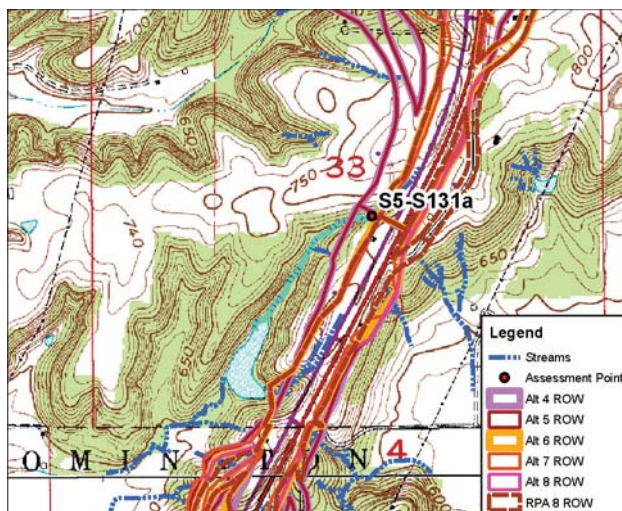 700
800
650
33
750
S5-S131a
740
650
650
Legend
Streams
Assessment Point
Alt 4 ROW
Alt 5 ROW
Alt 6 ROW
Alt 7 ROW
Alt 8 ROW
RPA 8 ROW
4
O M I N T O N
600